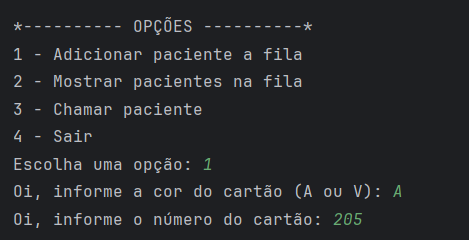 *---------- OPÇÕES ----------*
1 - Adicionar paciente a fila
2 - Mostrar pacientes na fila
3 - Chamar paciente
4 - Sair
Escolha uma opção: 1
Oi, informe a cor do cartão (A ou V): A
Oi, informe o número do cartão: 205